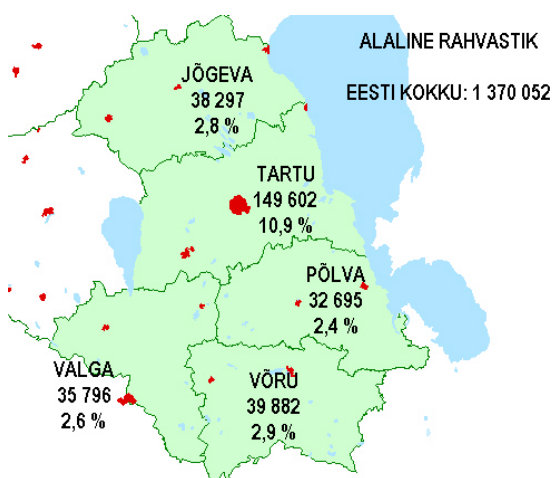 ALALINE RAHVASTIK
EESTI KOKKU: 1 370 052
JÕGEVA
38 297
2,8 %
TARTU
149 602
10,9 %
PÕLVA
32 695
2,4 %
VALGA
35 796
2,6 %
VÕRU
39 882
2,9 %